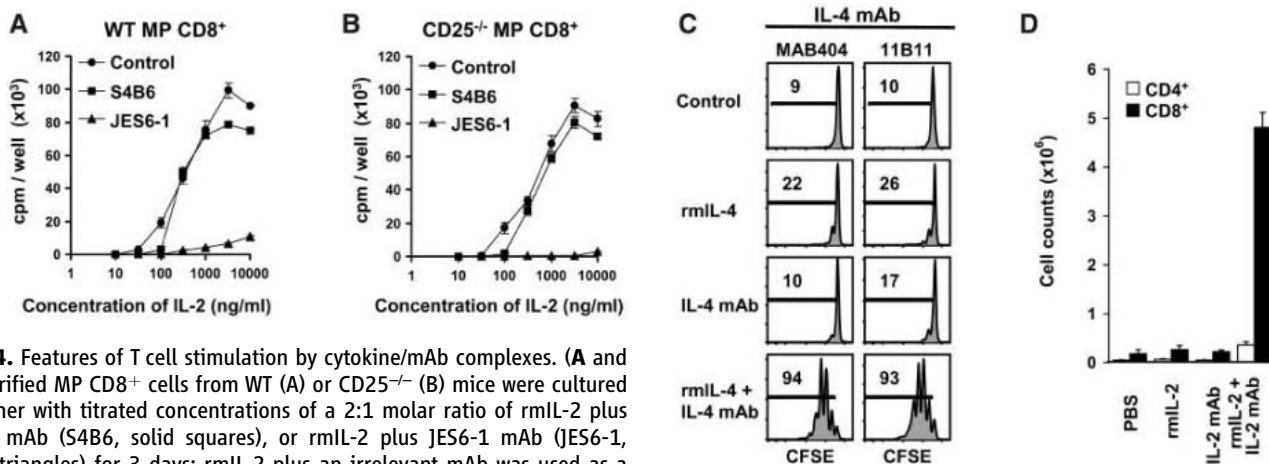 A
WT MP CD8+
Control
S4B6
JES6-1
cpm / well (x10³)
120
100
80
60
40
20
0
1 10 100 1000 10000
Concentration of IL-2 (ng/ml)
B
CD25-/- MP CD8+
Control
S4B6
JES6-1
cpm / well (x10³)
120
100
80
60
40
20
0
1 10 100 1000 10000
Concentration of IL-2 (ng/ml)
4. Features of T cell stimulation by cytokine/mAb complexes. (A and
rified MP CD8+ cells from WT (A) or CD25−/− (B) mice were cultured
her with titrated concentrations of a 2:1 molar ratio of rmIL-2 plus
mAb (S4B6, solid squares), or rmIL-2 plus JES6-1 mAb (JES6-1,
triangles) for 3 days; rmIL-2 plus an irrelevant mAb was used as a
C
IL-4 mAb
MAB404 11B11
Control 9 10
rmIL-4 22 26
IL-4 mAb 10 17
rmIL-4 +
IL-4 mAb
94 93
CFSE CFSE
D
Cell counts (x10⁶)
6
5
4
3
2
1
0
CD4+
CD8+
PBS
rmIL-2
IL-2 mAb
rmIL-2 +
IL-2 mAb